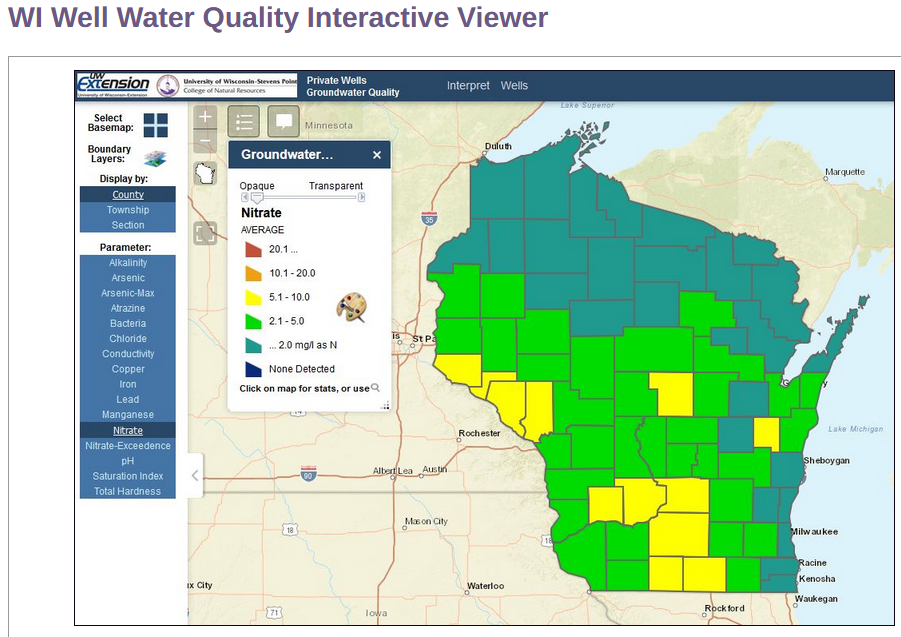 WI Well Water Quality Interactive Viewer
UW
Extension
University of Wisconsin-Extension
University of Wisconsin-Stevens Point
College of Natural Resources
Private Wells
Groundwater Quality
Interpret Wells
Select
Basemap:
Boundary
Layers:
Display by:
County
Township
Section
Parameter:
Alkalinity
Arsenic
Arsenic-Max
Atrazine
Bacteria
Chloride
Conductivity
Copper
Iron
Lead
Manganese
Nitrate
Nitrate-Exceedence
pH
Saturation Index
Total Hardness
+
−
Groundwater...
×
Opaque Transparent
Nitrate
AVERAGE
20.1 ...
10.1 - 20.0
5.1 - 10.0
2.1 - 5.0
... 2.0 mg/l as N
None Detected
Click on map for stats, or use
Lake Superior
Minnesota
Duluth
Marquette
35
is
St Pa
y
Lake Michigan
Rochester
Sheboygan
Albert Lea
Austin
90
Mason City
18
18
Milwaukee
Racine
Kenosha
Waukegan
ux City
Waterloo
Rockford
71
Iowa